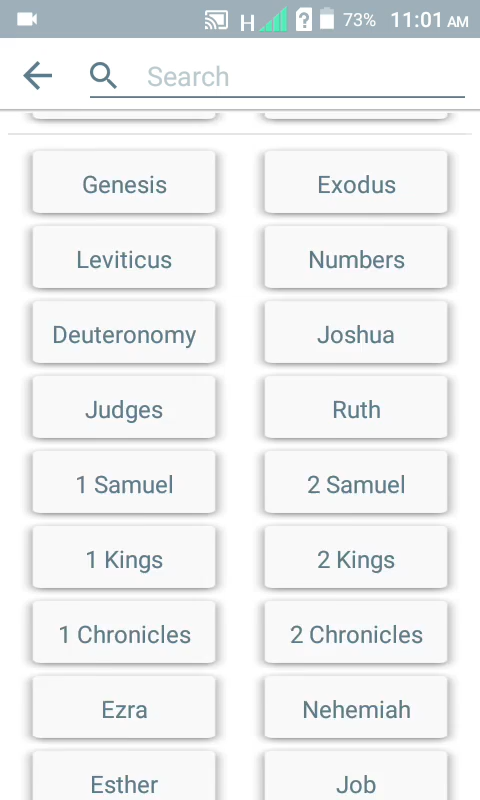 H 73% 11:01 AM
Search
Genesis Exodus
Leviticus Numbers
Deuteronomy Joshua
Judges Ruth
1 Samuel 2 Samuel
1 Kings 2 Kings
1 Chronicles 2 Chronicles
Ezra Nehemiah
Esther Job